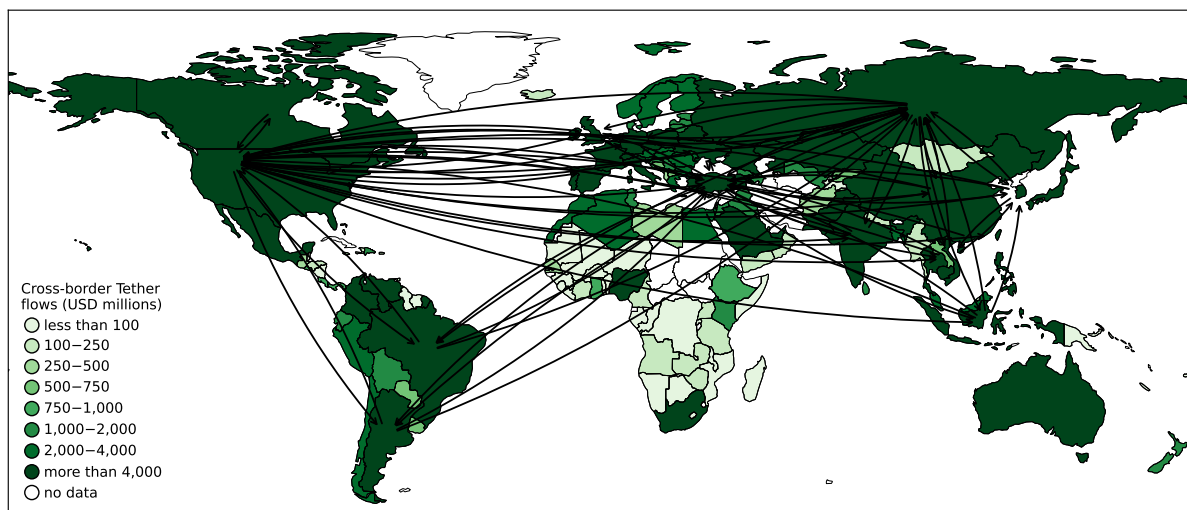 Cross-border Tether
flows (USD millions)
less than 100
100−250
250−500
500−750
750−1,000
1,000−2,000
2,000−4,000
more than 4,000
no data